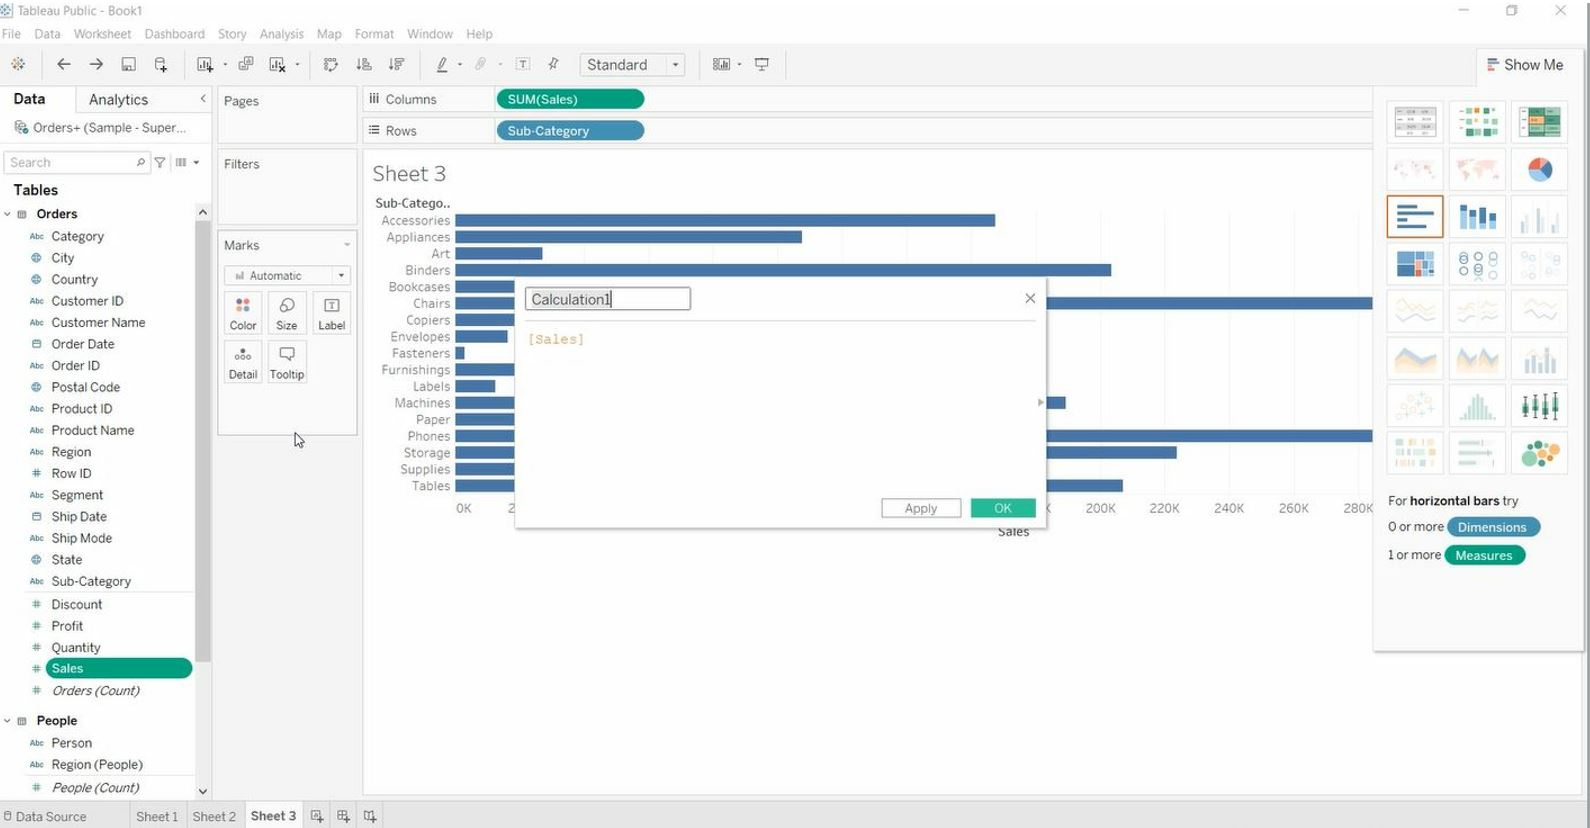 Tableau Public - Book1
File Data Worksheet Dashboard Story Analysis Map Format Window Help
Standard
Show Me
Data
Analytics
Pages
Columns
SUM(Sales)
Orders+ (Sample - Super...
Rows
Sub-Category
Search
Filters
Tables
Sheet 3
Orders
Category
City
Country
Customer ID
Customer Name
Order Date
Order ID
Postal Code
Product ID
Product Name
Region
Row ID
Segment
Ship Date
Ship Mode
State
Sub-Category
Discount
Profit
Quantity
Sales
Orders (Count)
People
Person
Region (People)
People (Count)
Marks
Automatic
Color
Size
Label
Detail
Tooltip
Sub-Catego..
Accessories
Appliances
Art
Binders
Bookcases
Chairs
Copiers
Envelopes
Fasteners
Furnishings
Labels
Machines
Paper
Phones
Storage
Supplies
Tables
0K 200K 220K 240K 260K 280K
Sales
Calculation1
[Sales]
Apply
OK
For horizontal bars try
0 or more Dimensions
1 or more Measures
Data Source
Sheet 1
Sheet 2
Sheet 3